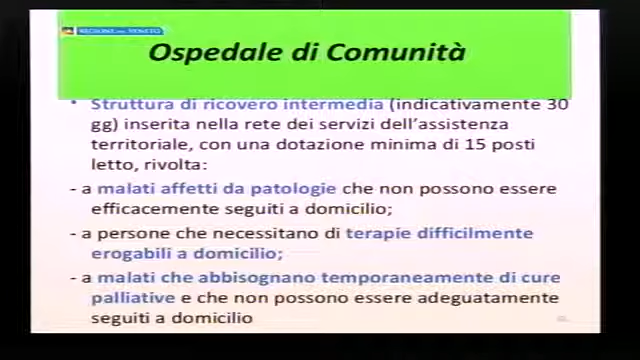 REGIONE DEL VENETO
Ospedale di Comunità
• Struttura di ricovero intermedia (indicativamente 30
gg) inserita nella rete dei servizi dell'assistenza
territoriale, con una dotazione minima di 15 posti
letto, rivolta:
- a malati affetti da patologie che non possono essere
efficacemente seguiti a domicilio;
- a persone che necessitano di terapie difficilmente
erogabili a domicilio;
- a malati che abbisognano temporaneamente di cure
palliative e che non possono essere adeguatamente
seguiti a domicilio